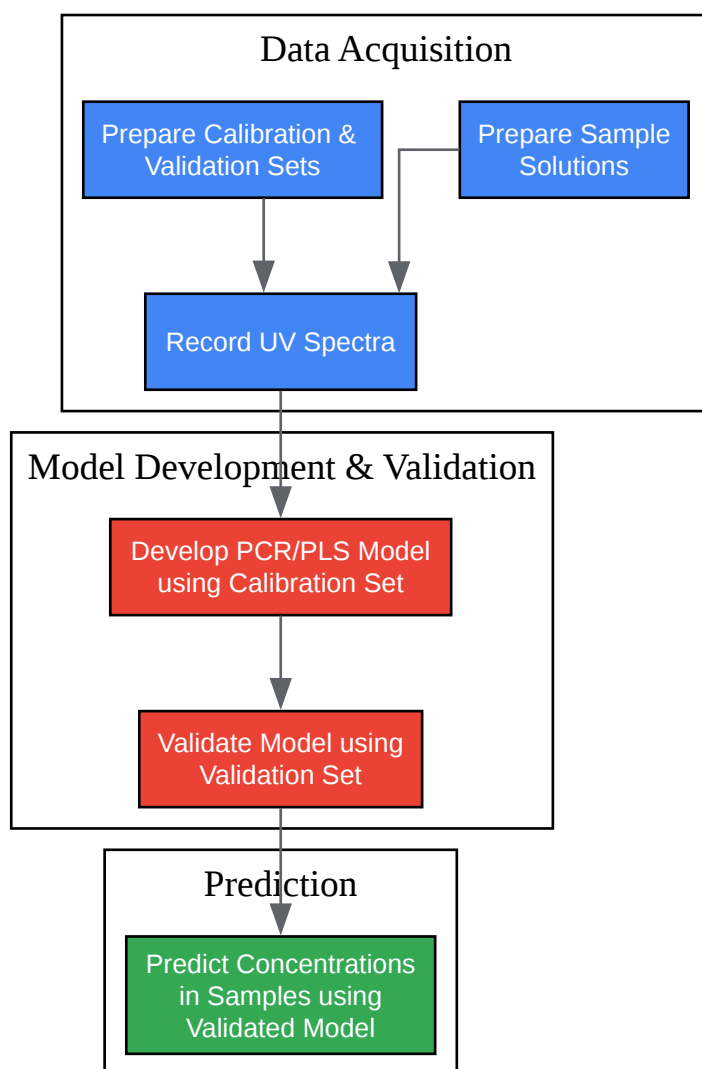 Data Acquisition
Prepare Calibration &
Validation Sets
Prepare Sample
Solutions
Record UV Spectra
Model Development & Validation
Develop PCR/PLS Model
using Calibration Set
Validate Model using
Validation Set
Prediction
Predict Concentrations
in Samples using
Validated Model